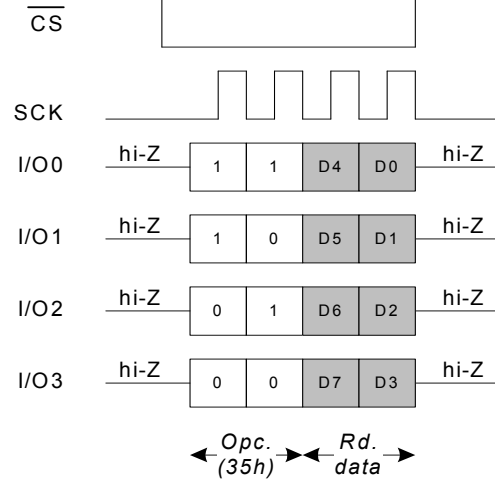 CS
SCK
I/O0 hi-Z 1 1 D4 D0 hi-Z
I/O1 hi-Z 1 0 D5 D1 hi-Z
I/O2 hi-Z 0 1 D6 D2 hi-Z
I/O3 hi-Z 0 0 D7 D3 hi-Z
Opc. Rd.
(35h) data